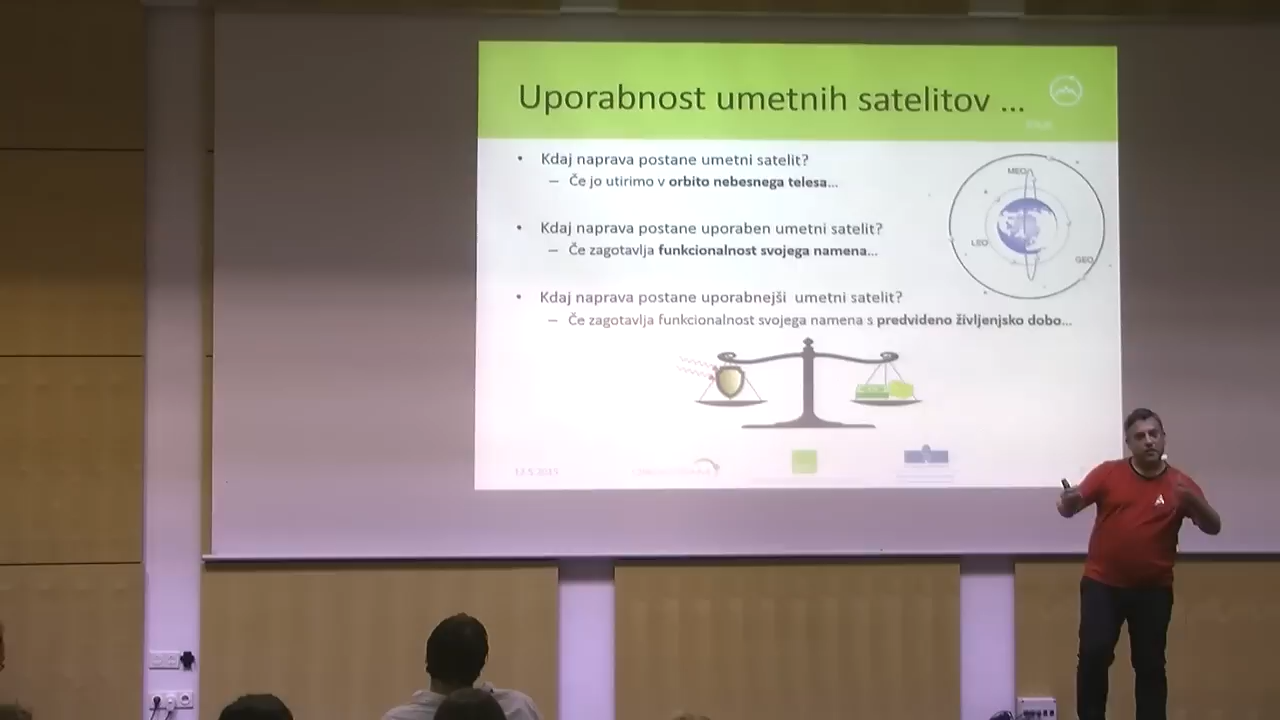 Uporabnost umetnih satelitov ...
• Kdaj naprava postane umetni satelit?
– Če jo utirimo v orbito nebesnega telesa...
• Kdaj naprava postane uporaben umetni satelit?
– Če zagotavlja funkcionalnost svojega namena...
• Kdaj naprava postane uporabnejši umetni satelit?
– Če zagotavlja funkcionalnost svojega namena s predvideno življenjsko dobo...
MEO
LEO
GEO